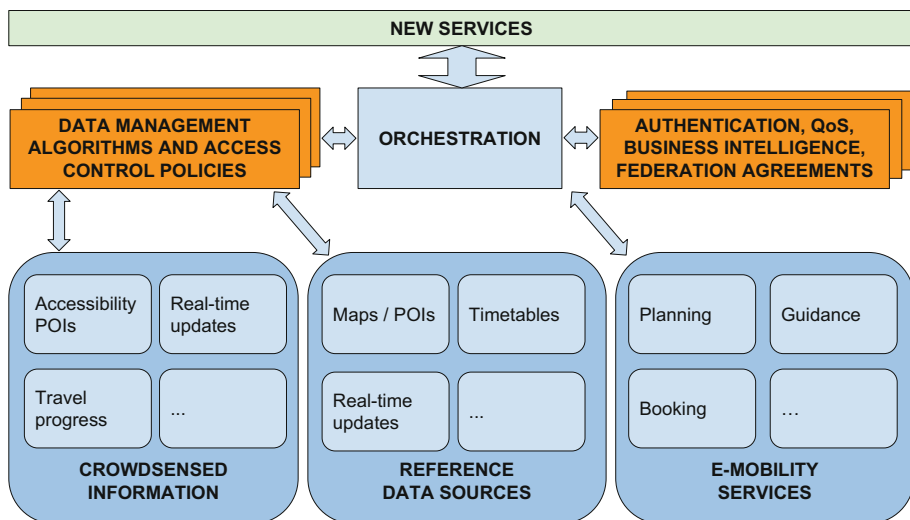 NEW SERVICES
DATA MANAGEMENT
ALGORITHMS AND ACCESS
CONTROL POLICIES
ORCHESTRATION
AUTHENTICATION, QoS,
BUSINESS INTELLIGENCE,
FEDERATION AGREEMENTS
Accessibility
POIs
Real-time
updates
Travel
progress
...
CROWDSENSED
INFORMATION
Maps / POIs
Timetables
Real-time
updates
...
REFERENCE
DATA SOURCES
Planning
Guidance
Booking
…
E-MOBILITY
SERVICES